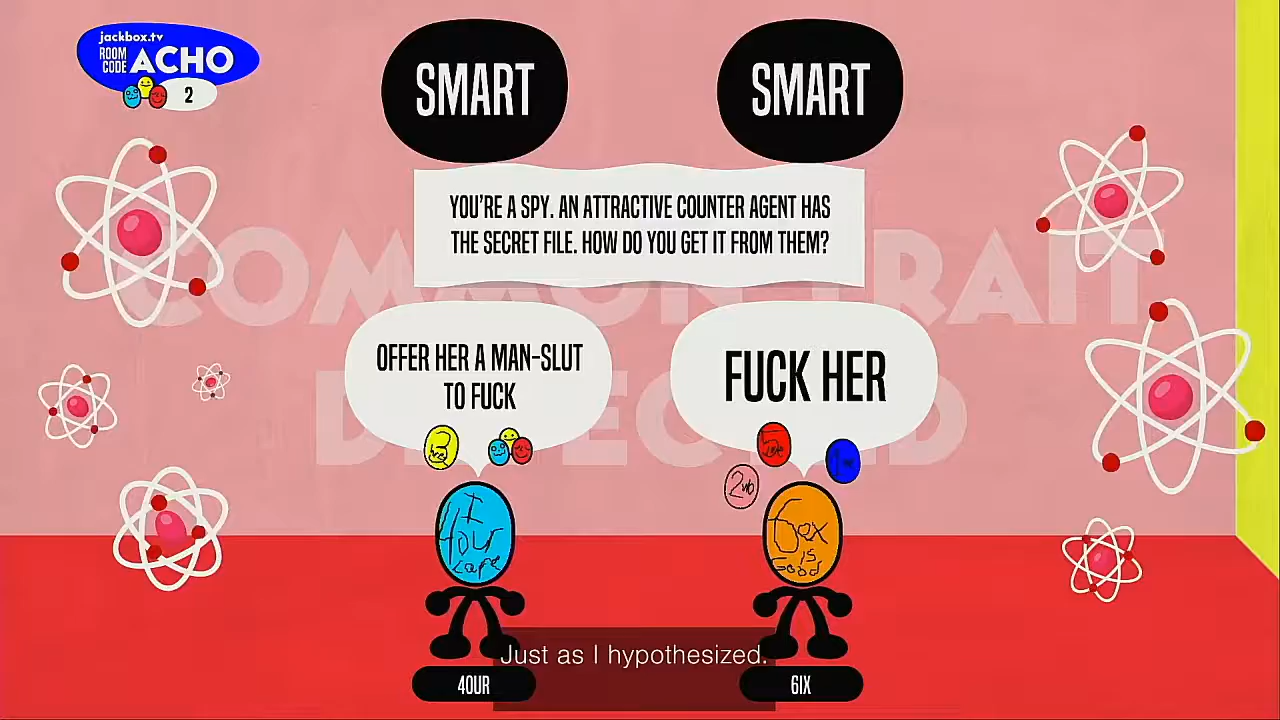 jackbox.tv
ROOM CODE ACHO
2
SMART
SMART
YOU'RE A SPY. AN ATTRACTIVE COUNTER AGENT HAS
THE SECRET FILE. HOW DO YOU GET IT FROM THEM?
COMMON TRAIT
DETECTED
OFFER HER A MAN-SLUT
TO FUCK
FUCK HER
I
4our
6ex
is
Good
Just as I hypothesized.
4OUR
6IX